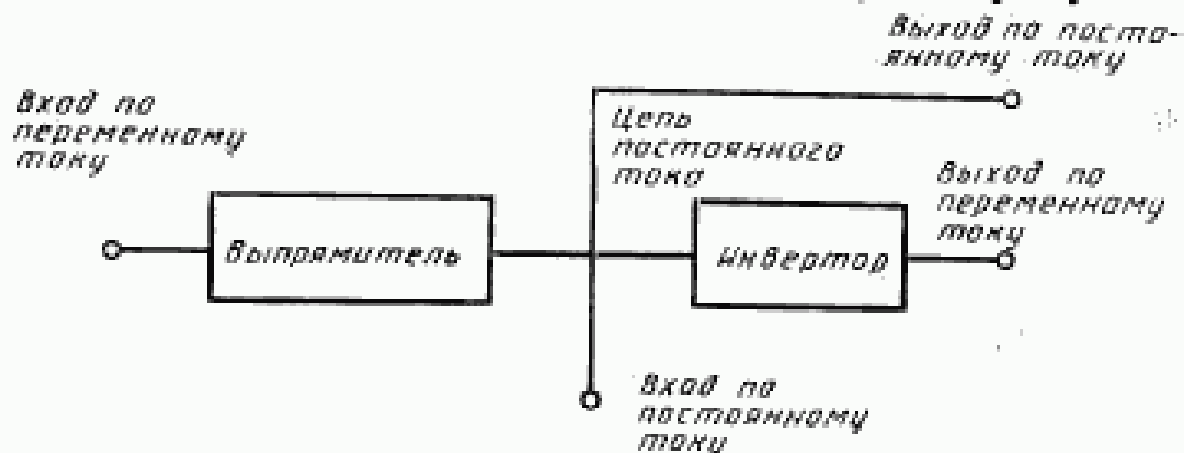 Выход по посто-
янному току
Вход по
переменному
току
Цепь
постоянного
тока
Выход по
переменному
току
Выпрямитель
Инвертор
Вход по
постоянному
току